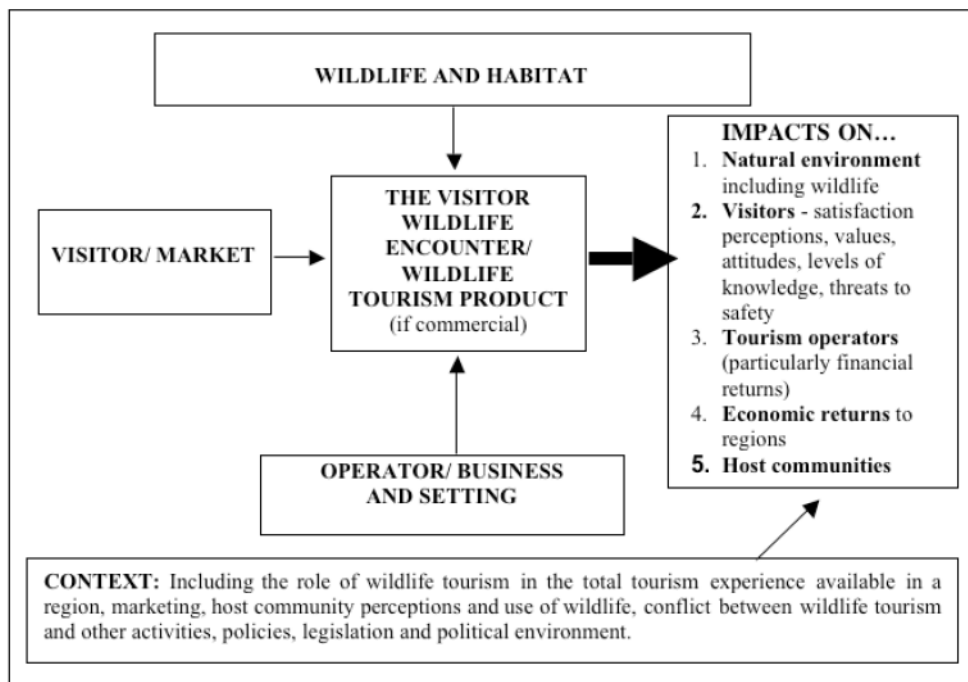 WILDLIFE AND HABITAT
VISITOR/ MARKET
THE VISITOR
WILDLIFE
ENCOUNTER/
WILDLIFE
TOURISM PRODUCT
(if commercial)
OPERATOR/ BUSINESS
AND SETTING
IMPACTS ON…
1. Natural environment
including wildlife
2. Visitors - satisfaction
perceptions, values,
attitudes, levels of
knowledge, threats to
safety
3. Tourism operators
(particularly financial
returns)
4. Economic returns to
regions
5. Host communities
CONTEXT: Including the role of wildlife tourism in the total tourism experience available in a
region, marketing, host community perceptions and use of wildlife, conflict between wildlife tourism
and other activities, policies, legislation and political environment.